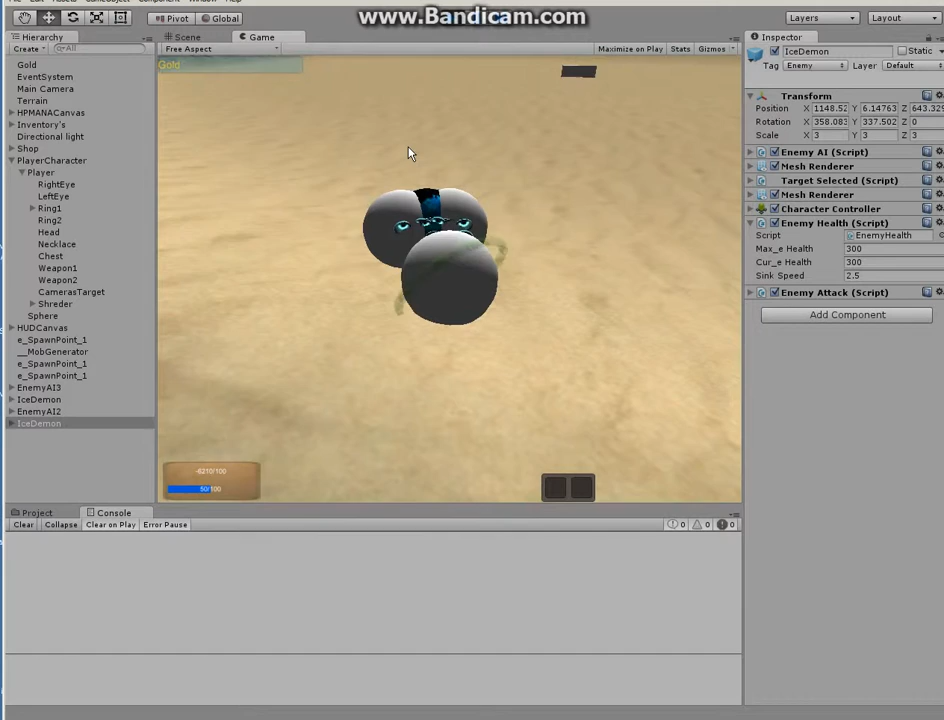 www.Bandicam.com
Pivot
Global
Layers
Layout
Hierarchy
Create
All
Gold
EventSystem
Main Camera
Terrain
HPMANACanvas
Inventory's
Directional light
Shop
PlayerCharacter
Player
RightEye
LeftEye
Ring1
Ring2
Head
Necklace
Chest
Weapon1
Weapon2
CamerasTarget
Shreder
Sphere
HUDCanvas
e_SpawnPoint_1
__MobGenerator
e_SpawnPoint_1
e_SpawnPoint_1
EnemyAI3
IceDemon
EnemyAI2
IceDemon
Scene
Game
Free Aspect
Maximize on Play
Stats
Gizmos
Gold
-6210/100
50/100
Project
Console
Clear
Collapse
Clear on Play
Error Pause
0
0
0
Inspector
IceDemon
Static
Tag Enemy
Layer Default
Transform
Position X 1148.52 Y 6.14763 Z 643.329
Rotation X 358.083 Y 337.502 Z 0
Scale X 3 Y 3 Z 3
Enemy AI (Script)
Mesh Renderer
Target Selected (Script)
Mesh Renderer
Character Controller
Enemy Health (Script)
Script EnemyHealth
Max_e Health 300
Cur_e Health 300
Sink Speed 2.5
Enemy Attack (Script)
Add Component